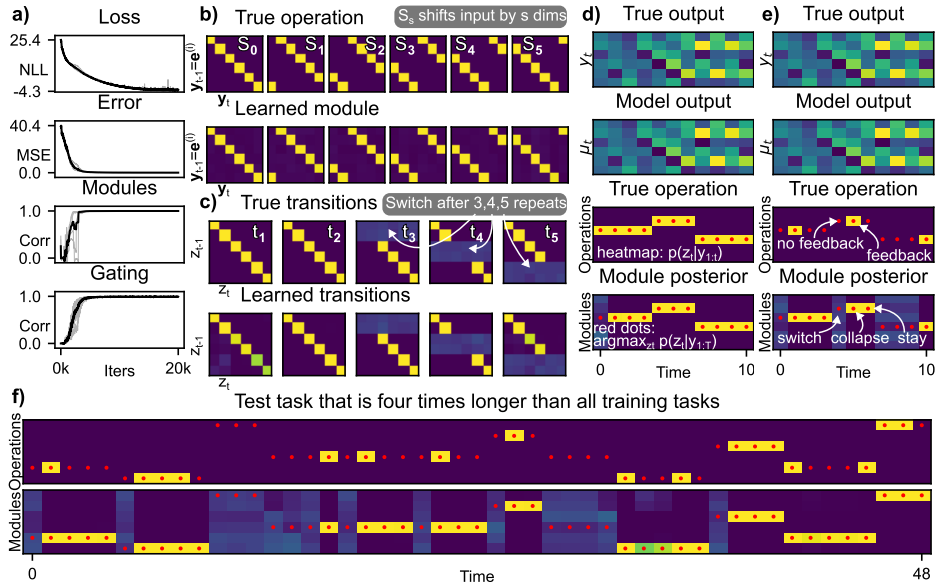 a)
Loss
25.4
NLL
-4.3
Error
40.4
MSE
0.0
Modules
1.0
Corr
Gating
1.0
Corr
0k Iters 20k
b) True operation
Sₛ shifts input by s dims
S₀ S₁ S₂ S₃ S₄ S₅
yₜ₋₁=e⁽ⁱ⁾
yₜ
Learned module
yₜ₋₁=e⁽ⁱ⁾
yₜ
c) True transitions
Switch after 3,4,5 repeats
t₁ t₂ t₃ t₄ t₅
zₜ₋₁
zₜ
Learned transitions
zₜ₋₁
zₜ
d) True output
yₜ
Model output
μₜ
True operation
Operations
heatmap: p(zₜ|y₁:ₜ)
Module posterior
Modules
red dots:
argmax_zt p(zₜ|y₁:T)
0 Time 10
e) True output
yₜ
Model output
μₜ
True operation
Operations
no feedback
feedback
Module posterior
Modules
switch collapse stay
0 Time 10
f) Test task that is four times longer than all training tasks
Operations
Modules
0 48
Time